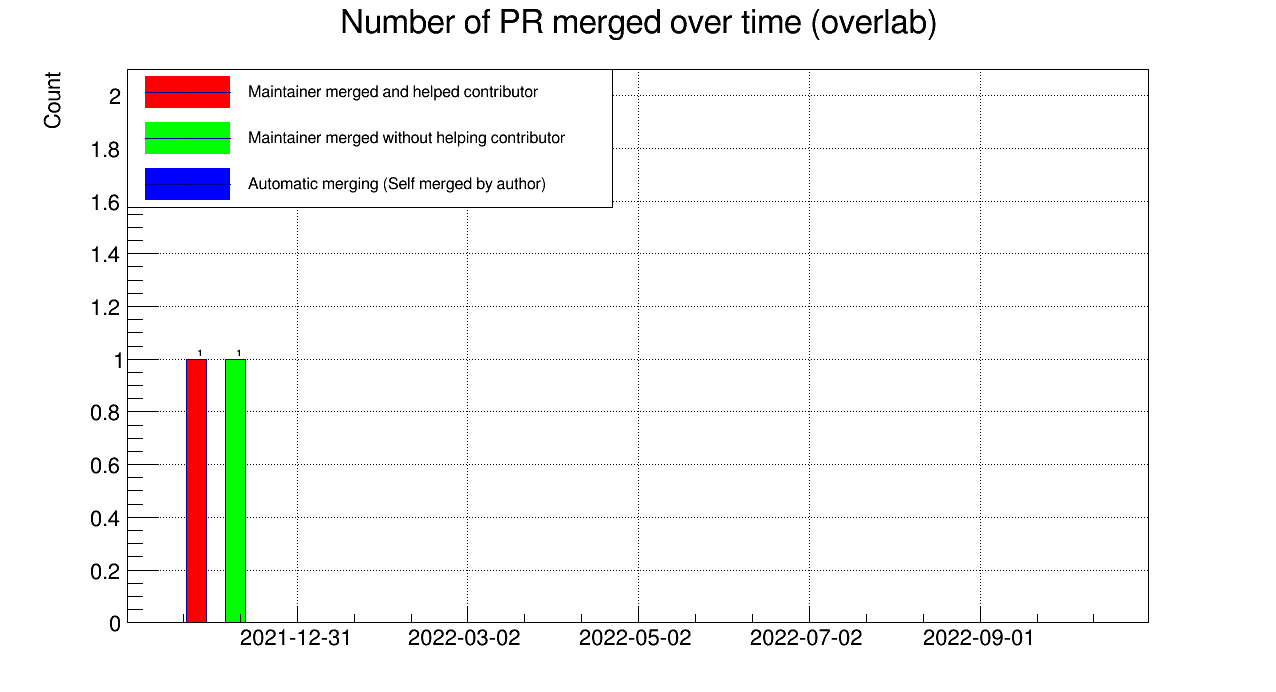 Number of PR merged over time (overlab)
Count
Maintainer merged and helped contributor
Maintainer merged without helping contributor
Automatic merging (Self merged by author)
2
1.8
1.6
1.4
1.2
1
0.8
0.6
0.4
0.2
0
1 1
2021-12-31 2022-03-02 2022-05-02 2022-07-02 2022-09-01